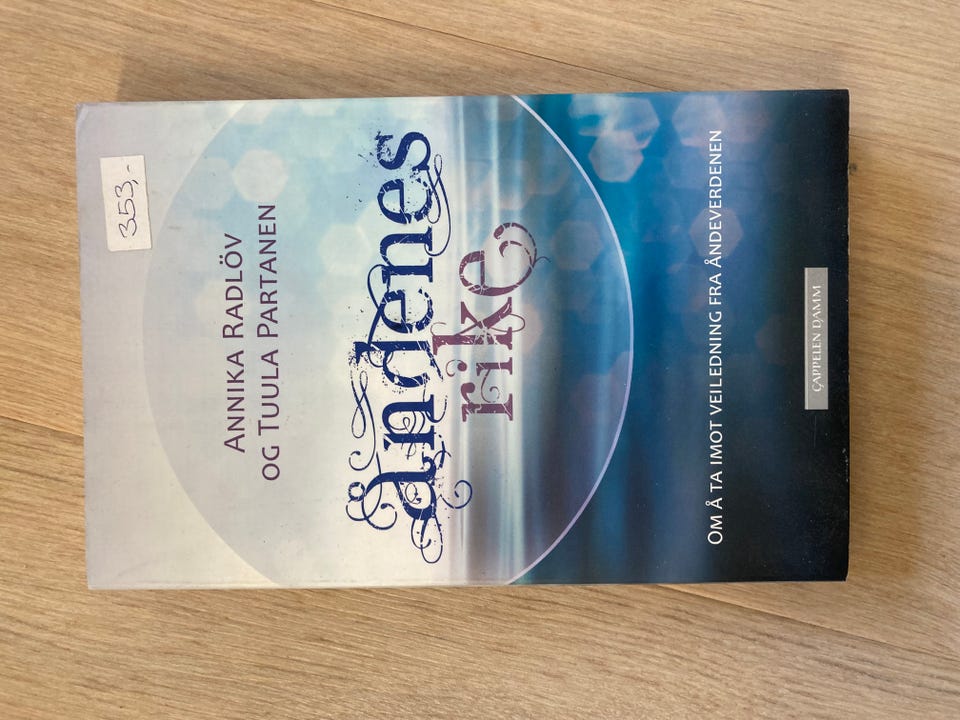 353,-
ANNIKA RADLÖV
OG TUULA PARTANEN
åndenes
rike
OM Å TA IMOT VEILEDNING FRA ÅNDEVERDENEN
CAPPELEN DAMM